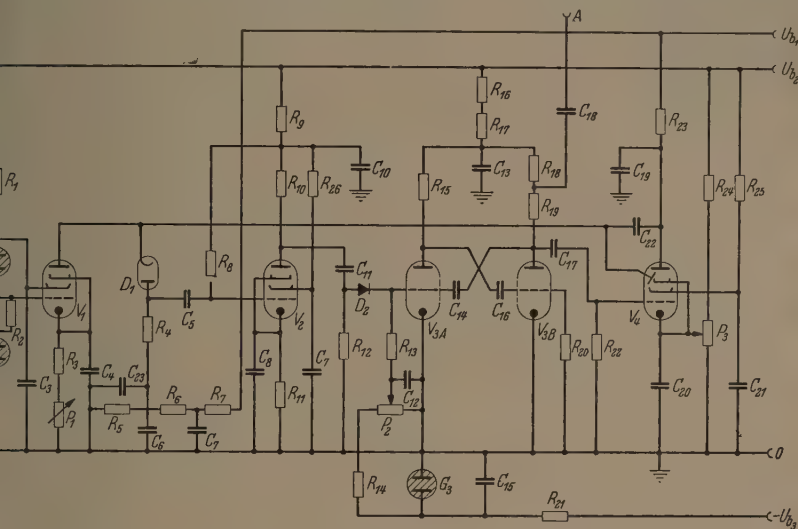 A
U_b1
U_b2
R16
R9
C18
R17
R23
R1
C10
C13
R18
C19
R10
R26
R15
R24
R25
R19
R8
C22
D1
C11
C17
V1
D2
C14
C16
V4
R2
C5
V2
V3A
V3B
P3
R4
R3
C4
C8
C7
R12
R13
R20
R22
C3
C23
C12
C20
C21
P1
R5
R6
R7
R11
P2
C6
C7
0
R14
G3
C15
R21
-U_b3